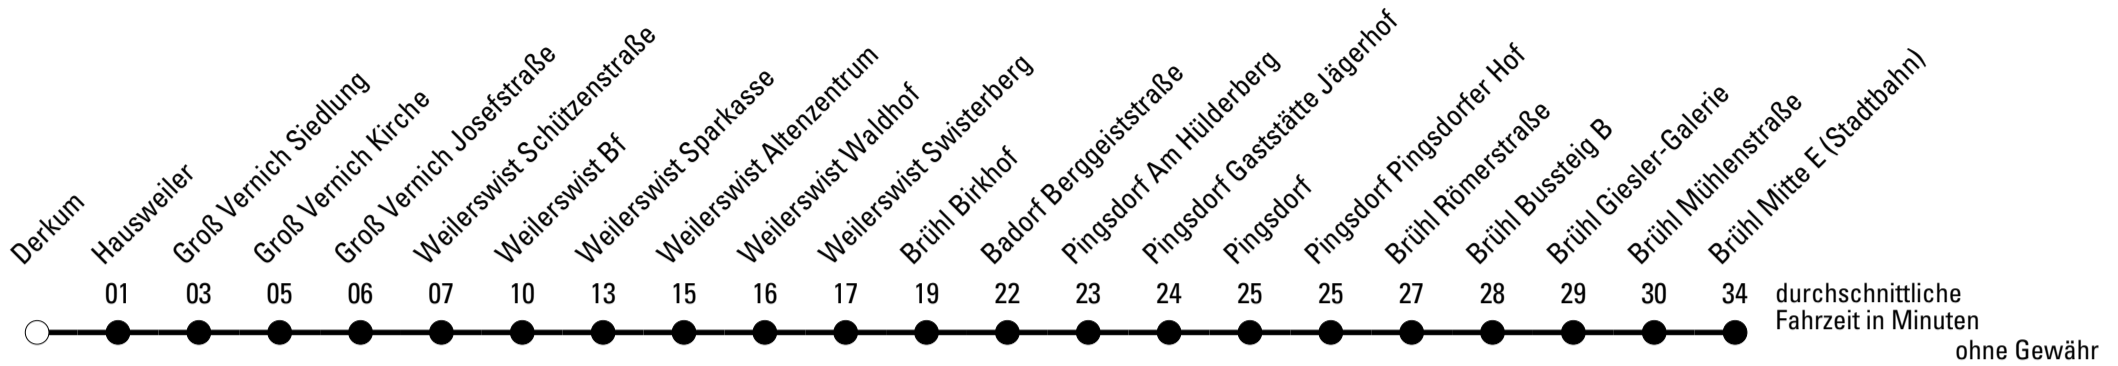 Derkum
Hausweiler
Groß Vernich Siedlung
Groß Vernich Kirche
Groß Vernich Josefstraße
Weilerswist Schützenstraße
Weilerswist Bf
Weilerswist Sparkasse
Weilerswist Altenzentrum
Weilerswist Waldhof
Weilerswist Swisterberg
Brühl Birkhof
Badorf Berggeiststraße
Pingsdorf Am Hülderberg
Pingsdorf Gaststätte Jägerhof
Pingsdorf
Pingsdorf Pingsdorfer Hof
Brühl Römerstraße
Brühl Bussteig B
Brühl Giesler-Galerie
Brühl Mühlenstraße
Brühl Mitte E (Stadtbahn)
01 03 05 06 07 10 13 15 16 17 19 22 23 24 25 25 27 28 29 30 34 durchschnittliche
Fahrzeit in Minuten
ohne Gewähr